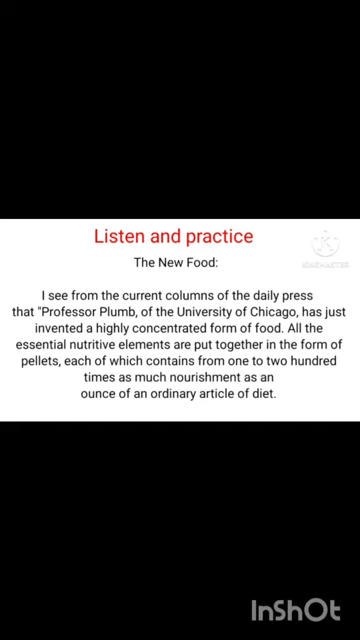 Listen and practice
The New Food:
I see from the current columns of the daily press
that "Professor Plumb, of the University of Chicago, has just
invented a highly concentrated form of food. All the
essential nutritive elements are put together in the form of
pellets, each of which contains from one to two hundred
times as much nourishment as an
ounce of an ordinary article of diet.
KINEMASTER
InShOt